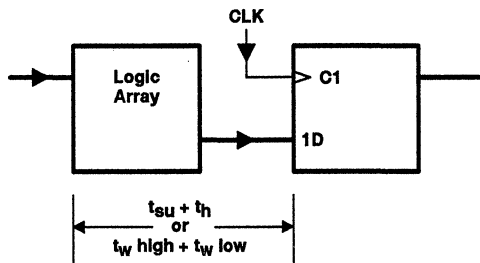 CLK
Logic
Array
C1
1D
tsu + th
or
tw high + tw low